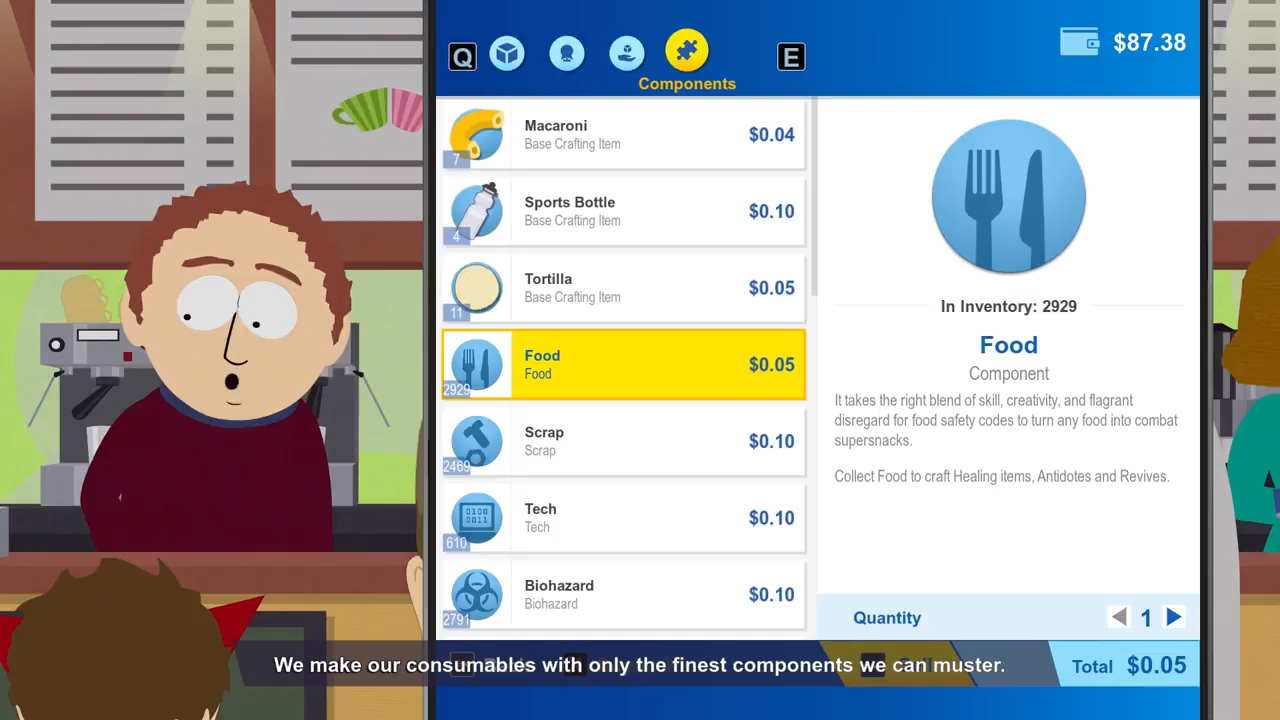 Q
E
Components
$87.38
Macaroni
Base Crafting Item
$0.04
7
Sports Bottle
Base Crafting Item
$0.10
4
Tortilla
Base Crafting Item
$0.05
11
Food
Food
$0.05
2929
Scrap
Scrap
$0.10
2469
Tech
Tech
$0.10
0100
0011
610
Biohazard
Biohazard
$0.10
2791
In Inventory: 2929
Food
Component
It takes the right blend of skill, creativity, and flagrant
disregard for food safety codes to turn any food into combat
supersnacks.
Collect Food to craft Healing items, Antidotes and Revives.
Quantity
1
Total $0.05
We make our consumables with only the finest components we can muster.